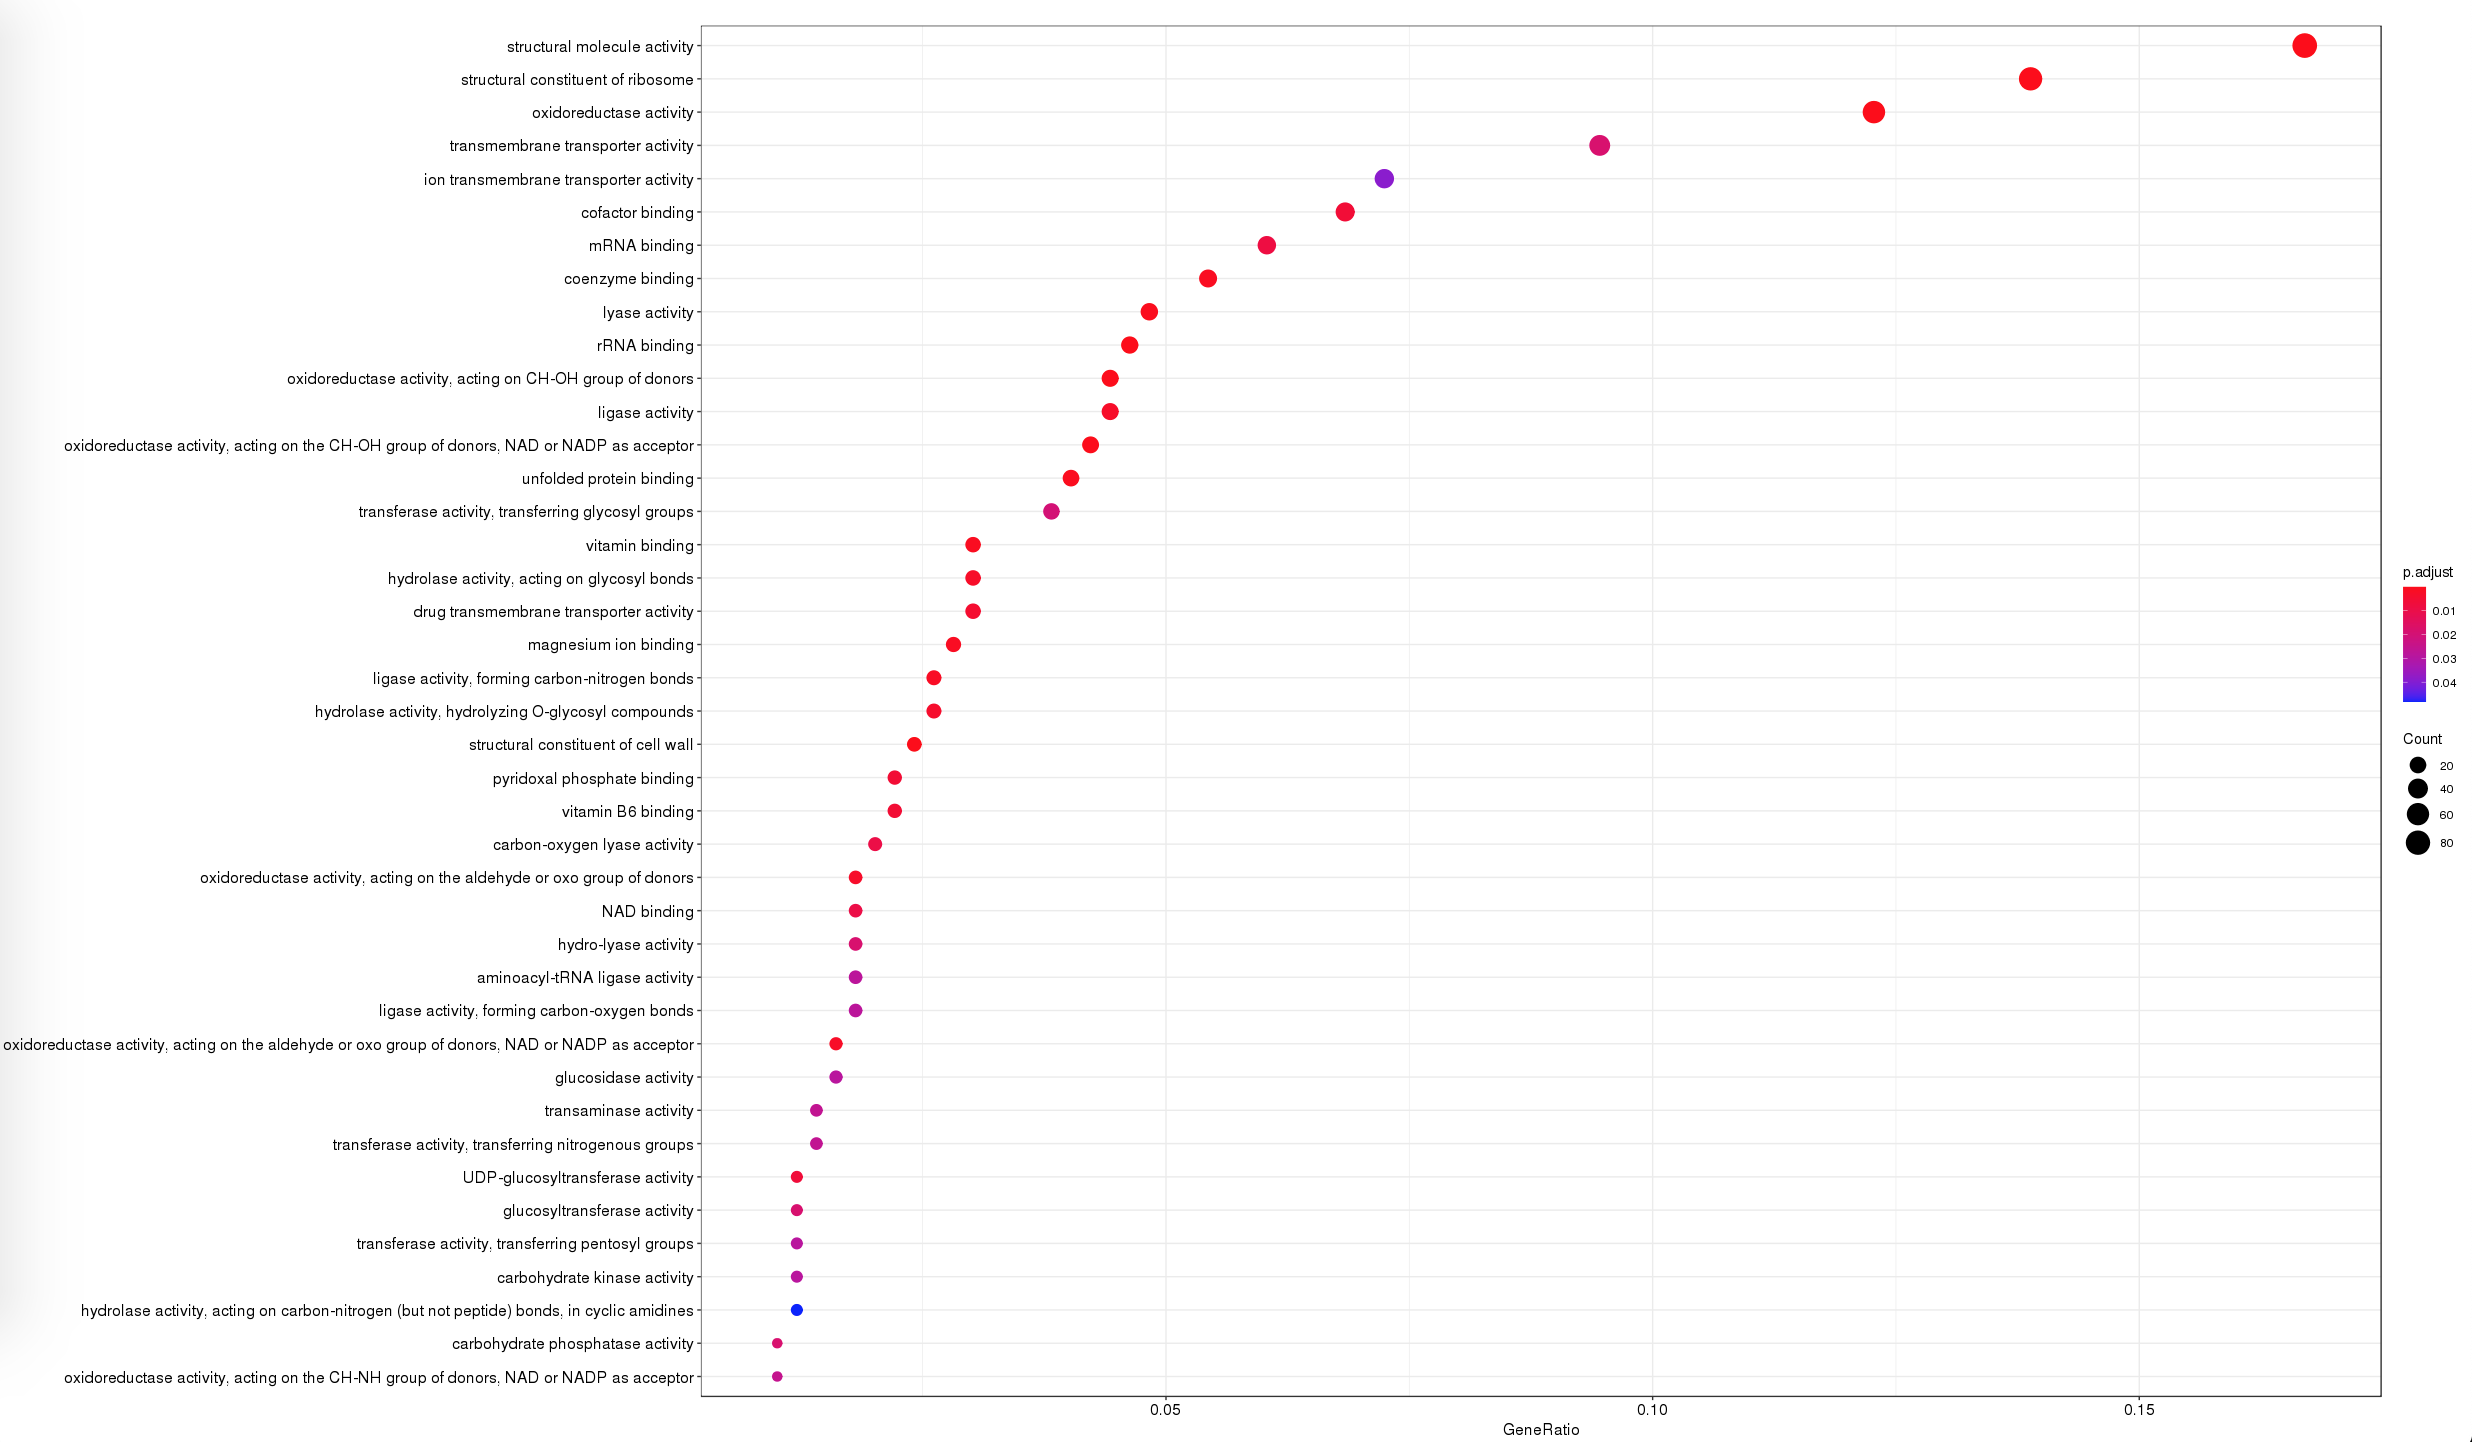 structural molecule activity
structural constituent of ribosome
oxidoreductase activity
transmembrane transporter activity
ion transmembrane transporter activity
cofactor binding
mRNA binding
coenzyme binding
lyase activity
rRNA binding
oxidoreductase activity, acting on CH-OH group of donors
ligase activity
oxidoreductase activity, acting on the CH-OH group of donors, NAD or NADP as acceptor
unfolded protein binding
transferase activity, transferring glycosyl groups
vitamin binding
hydrolase activity, acting on glycosyl bonds
drug transmembrane transporter activity
magnesium ion binding
ligase activity, forming carbon-nitrogen bonds
hydrolase activity, hydrolyzing O-glycosyl compounds
structural constituent of cell wall
pyridoxal phosphate binding
vitamin B6 binding
carbon-oxygen lyase activity
oxidoreductase activity, acting on the aldehyde or oxo group of donors
NAD binding
hydro-lyase activity
aminoacyl-tRNA ligase activity
ligase activity, forming carbon-oxygen bonds
oxidoreductase activity, acting on the aldehyde or oxo group of donors, NAD or NADP as acceptor
glucosidase activity
transaminase activity
transferase activity, transferring nitrogenous groups
UDP-glucosyltransferase activity
glucosyltransferase activity
transferase activity, transferring pentosyl groups
carbohydrate kinase activity
hydrolase activity, acting on carbon-nitrogen (but not peptide) bonds, in cyclic amidines
carbohydrate phosphatase activity
oxidoreductase activity, acting on the CH-NH group of donors, NAD or NADP as acceptor
0.05 0.10 0.15
GeneRatio
p.adjust
0.01
0.02
0.03
0.04
Count
20
40
60
80